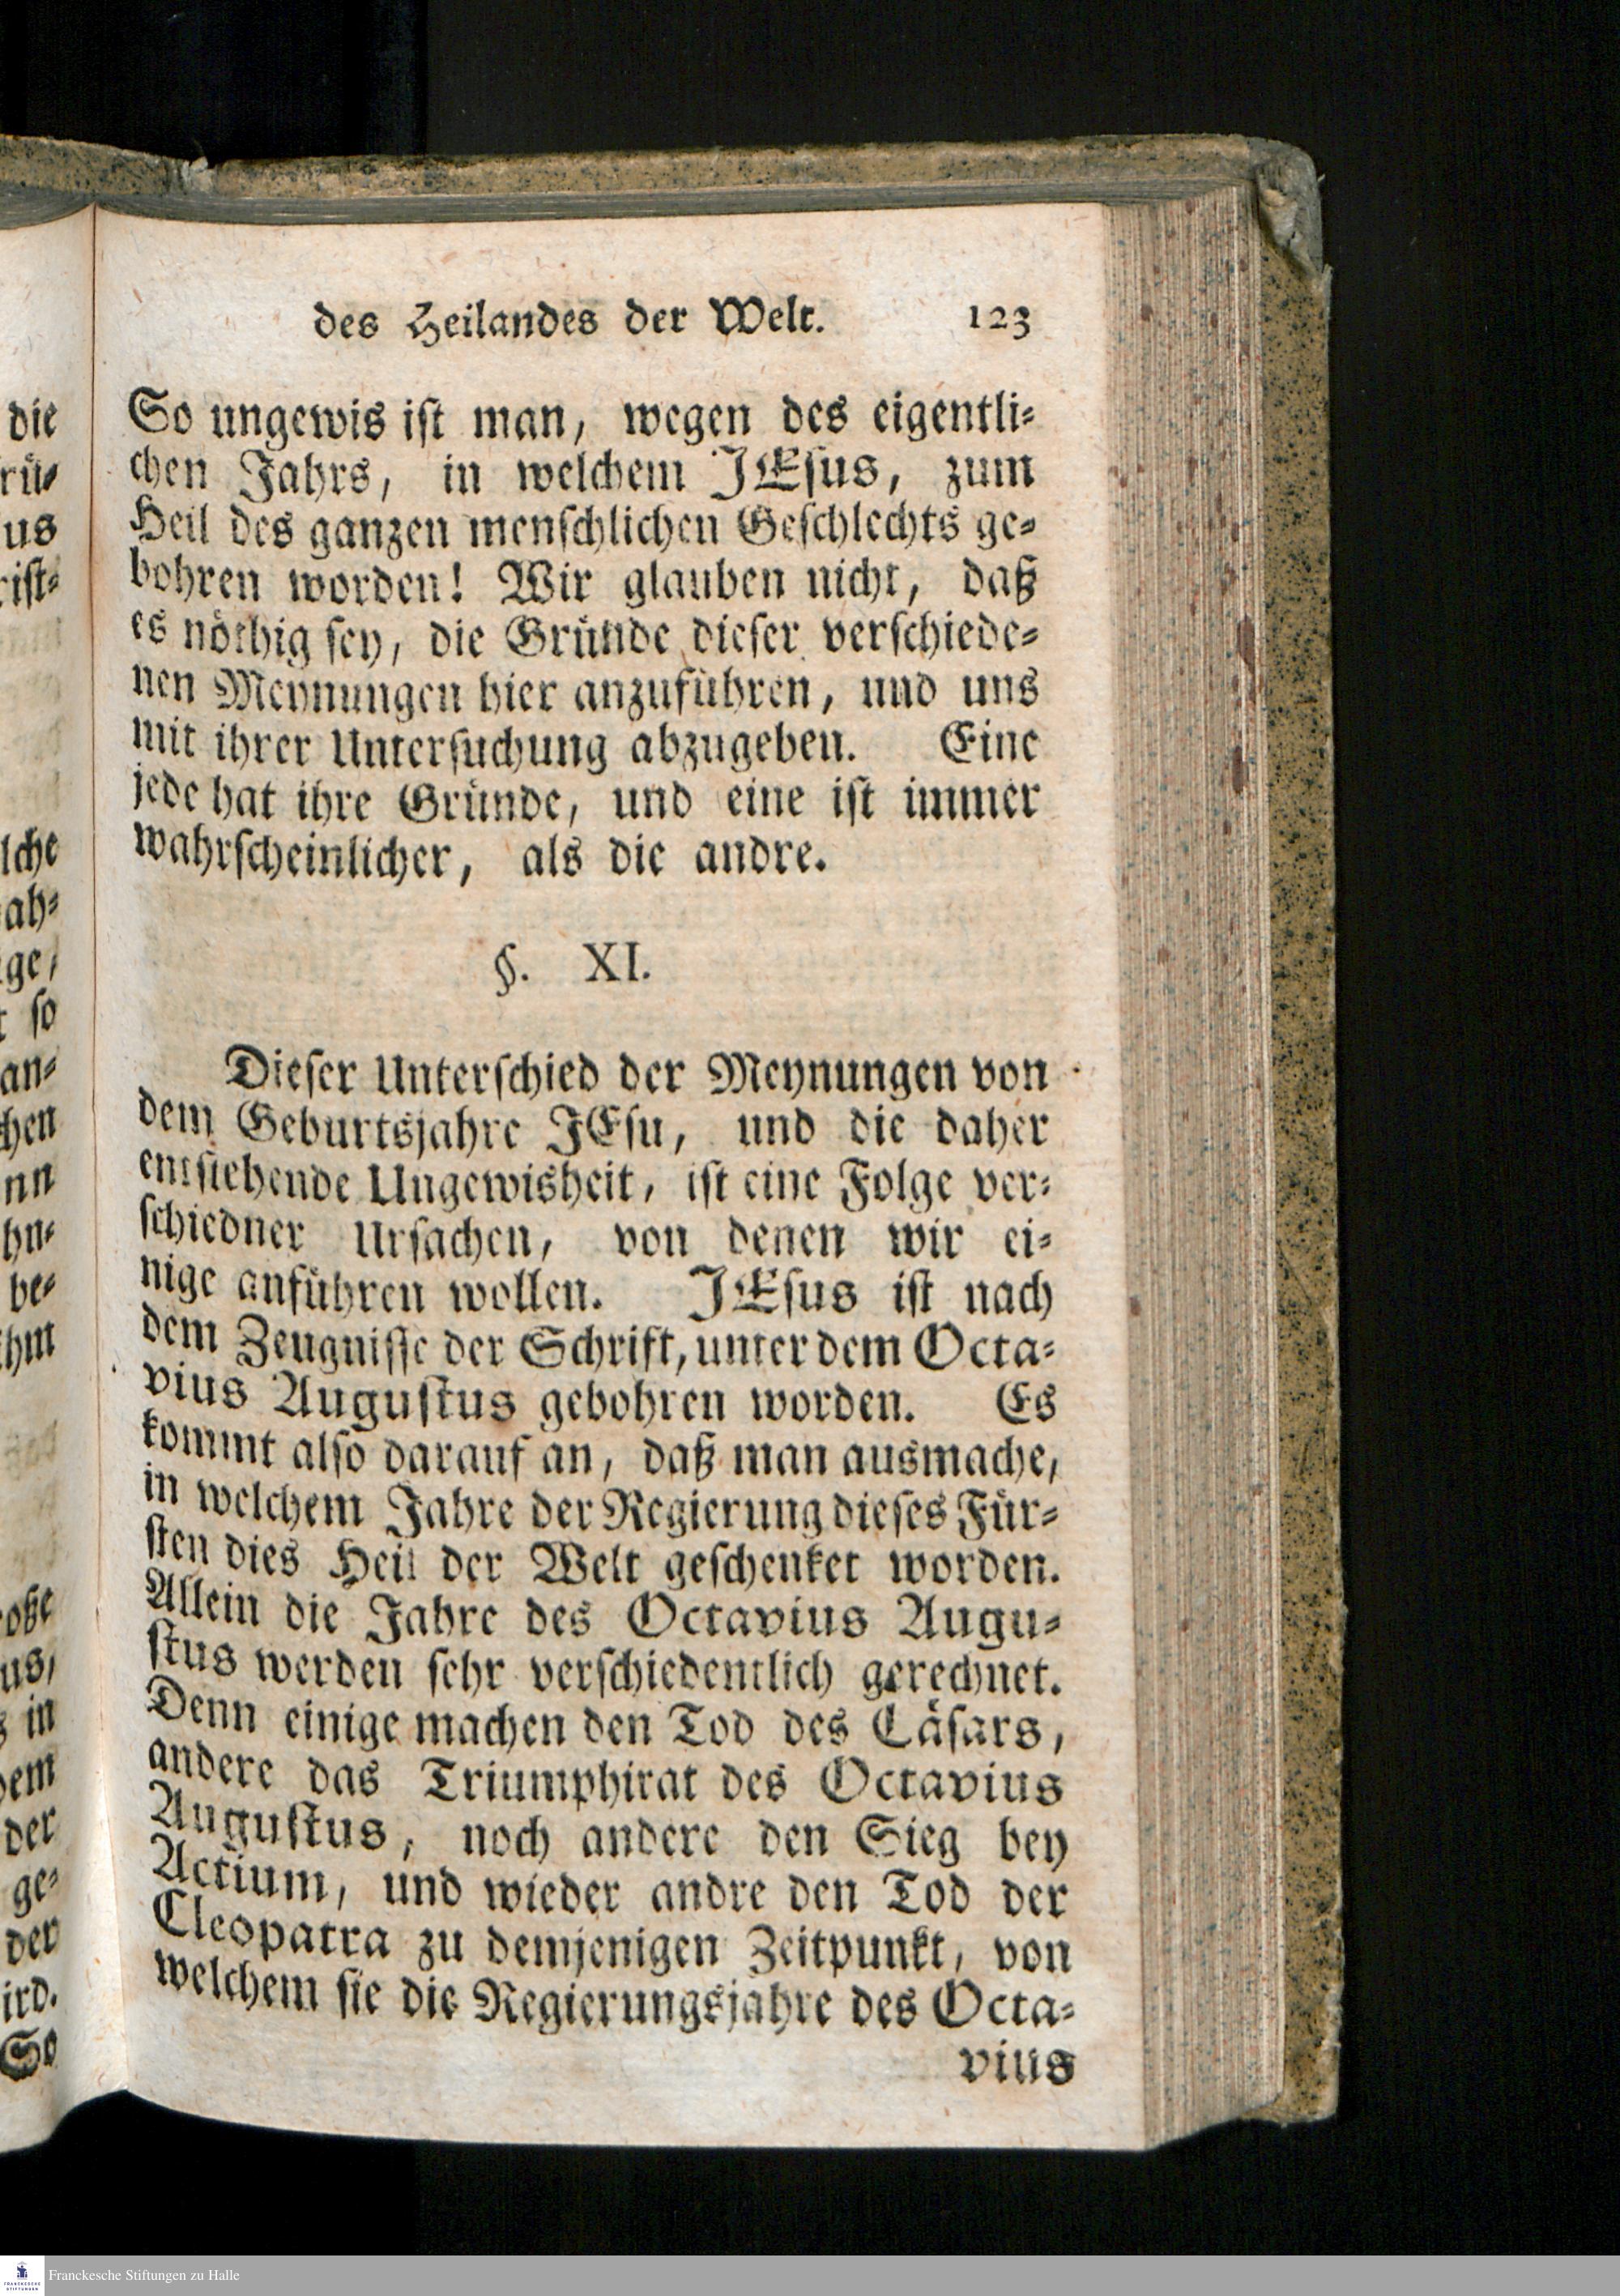 des Heilandes der Welt. 123
So ungewis ist man, wegen des eigentli-
chen Jahrs, in welchem JEsus, zum
Heil des ganzen menschlichen Geschlechts ge-
bohren worden! Wir glauben nicht, daß
es nöthig sey, die Gründe dieser verschiede-
nen Meynungen hier anzuführen, und uns
mit ihrer Untersuchung abzugeben. Eine
jede hat ihre Gründe, und eine ist immer
wahrscheinlicher, als die andre.
§. XI.
Dieser Unterschied der Meynungen von
dem Geburtsjahre JEsu, und die daher
entstehende Ungewisheit, ist eine Folge ver-
schiedner Ursachen, von denen wir ei-
nige anführen wollen. JEsus ist nach
dem Zeugnisse der Schrift, unter dem Octa-
vius Augustus gebohren worden. Es
kommt also darauf an, daß man ausmache,
in welchem Jahre der Regierung dieses Für-
sten dies Heil der Welt geschenket worden.
Allein die Jahre des Octavius Augu-
stus werden sehr verschiedentlich gerechnet.
Denn einige machen den Tod des Cäsars,
andere das Triumphirat des Octavius
Augustus, noch andere den Sieg bey
Actium, und wieder andre den Tod der
Cleopatra zu demjenigen Zeitpunkt, von
welchem sie die Regierungsjahre des Octa-
vius
Franckesche Stiftungen zu Halle